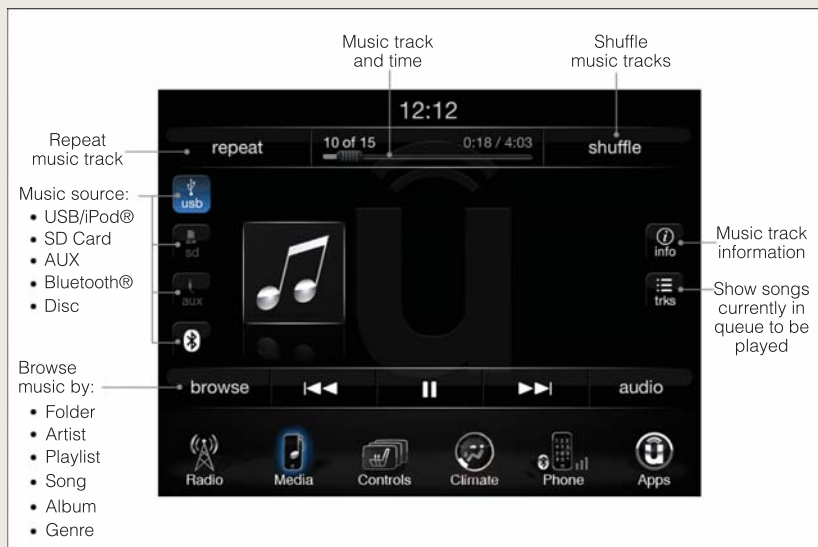 Music track
and time
Shuffle
music tracks
12:12
Repeat
music track
repeat
10 of 15
0:18 / 4:03
shuffle
Music source:
• USB/iPod®
• SD Card
• AUX
• Bluetooth®
• Disc
usb
sd
aux
info
trks
Music track
information
Show songs
currently in
queue to be
played
Browse
music by:
• Folder
• Artist
• Playlist
• Song
• Album
• Genre
browse
audio
Radio
Media
Controls
Climate
Phone
Apps